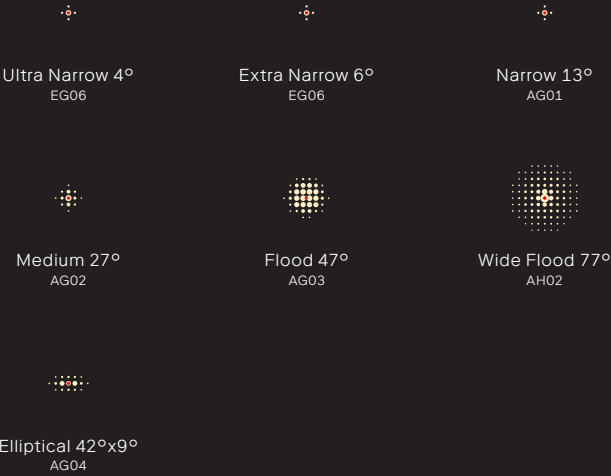 Ultra Narrow 4°
EG06
Extra Narrow 6°
EG06
Narrow 13°
AG01
Medium 27°
AG02
Flood 47°
AG03
Wide Flood 77°
AH02
Elliptical 42°x9°
AG04